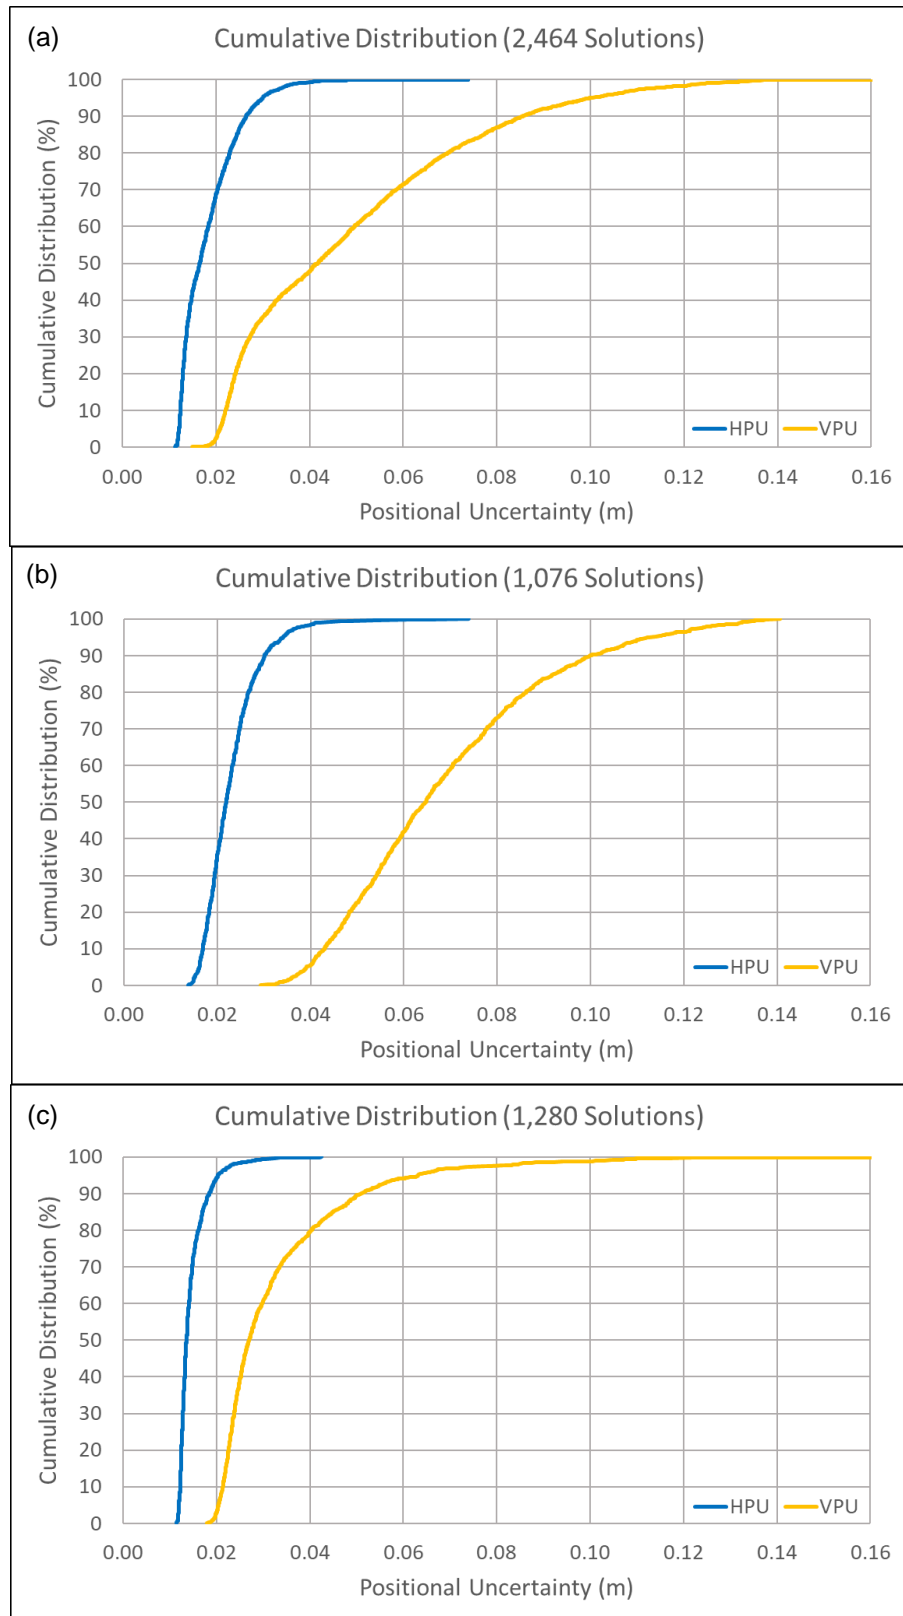 (a)
Cumulative Distribution (2,464 Solutions)
Cumulative Distribution (%)
100
90
80
70
60
50
40
30
20
10
0
HPU VPU
0.00 0.02 0.04 0.06 0.08 0.10 0.12 0.14 0.16
Positional Uncertainty (m)
(b)
Cumulative Distribution (1,076 Solutions)
Cumulative Distribution (%)
100
90
80
70
60
50
40
30
20
10
0
HPU VPU
0.00 0.02 0.04 0.06 0.08 0.10 0.12 0.14 0.16
Positional Uncertainty (m)
(c)
Cumulative Distribution (1,280 Solutions)
Cumulative Distribution (%)
100
90
80
70
60
50
40
30
20
10
0
HPU VPU
0.00 0.02 0.04 0.06 0.08 0.10 0.12 0.14 0.16
Positional Uncertainty (m)